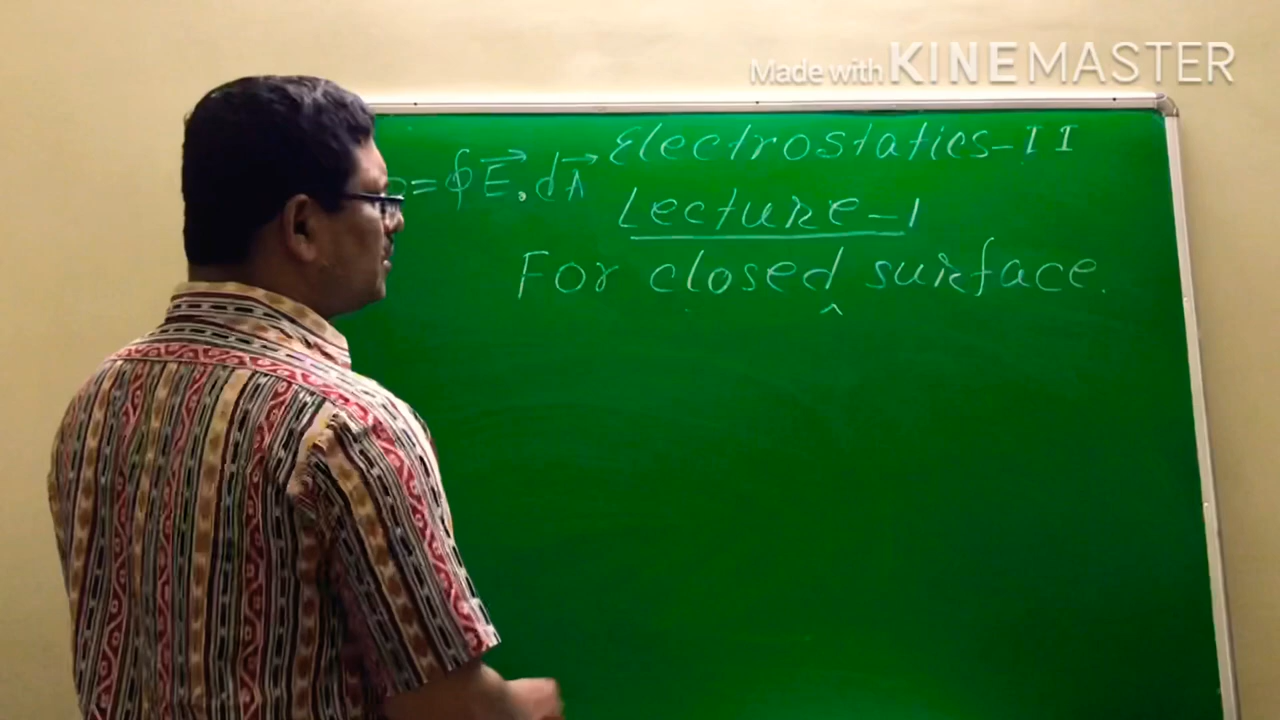 Made with KINEMASTER
Electrostatics-II
= ∮ E⃗ . dA⃗
Lecture-1
For closed surface.